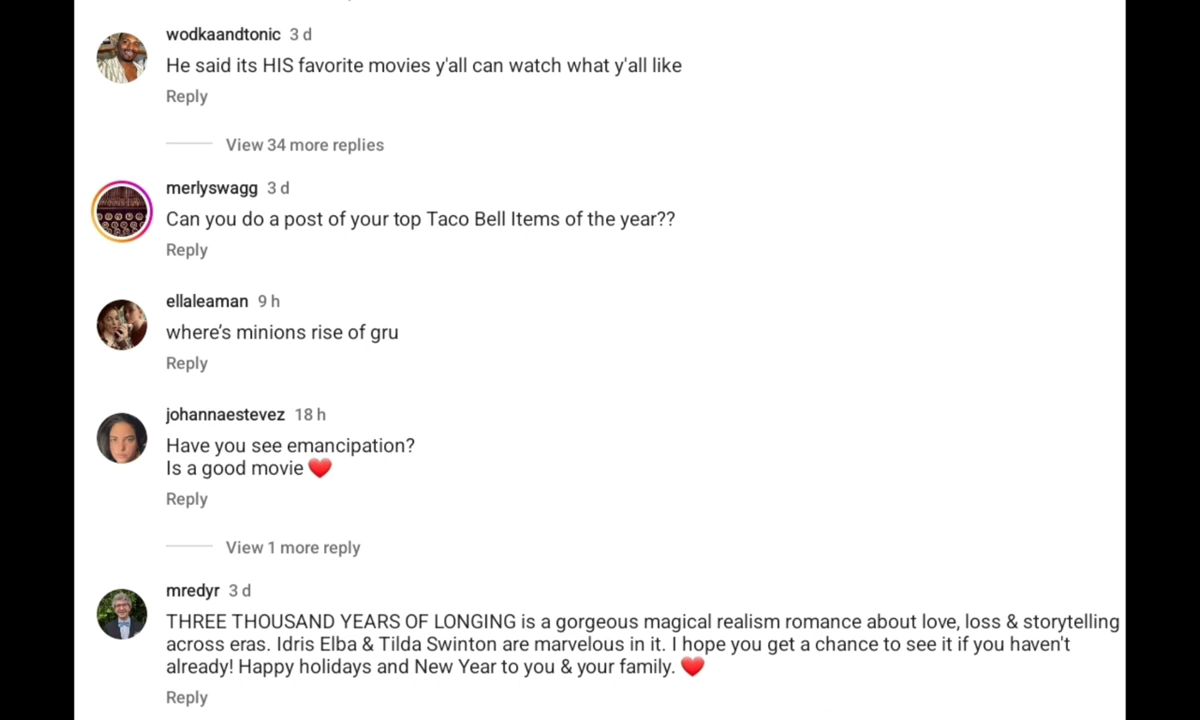 wodkaandtonic 3 d
He said its HIS favorite movies y'all can watch what y'all like
Reply
View 34 more replies
merlyswagg 3 d
Can you do a post of your top Taco Bell Items of the year??
Reply
ellaleaman 9 h
where's minions rise of gru
Reply
johannaestevez 18 h
Have you see emancipation?
Is a good movie ❤️
Reply
View 1 more reply
mredyr 3 d
THREE THOUSAND YEARS OF LONGING is a gorgeous magical realism romance about love, loss & storytelling
across eras. Idris Elba & Tilda Swinton are marvelous in it. I hope you get a chance to see it if you haven't
already! Happy holidays and New Year to you & your family. ❤️
Reply